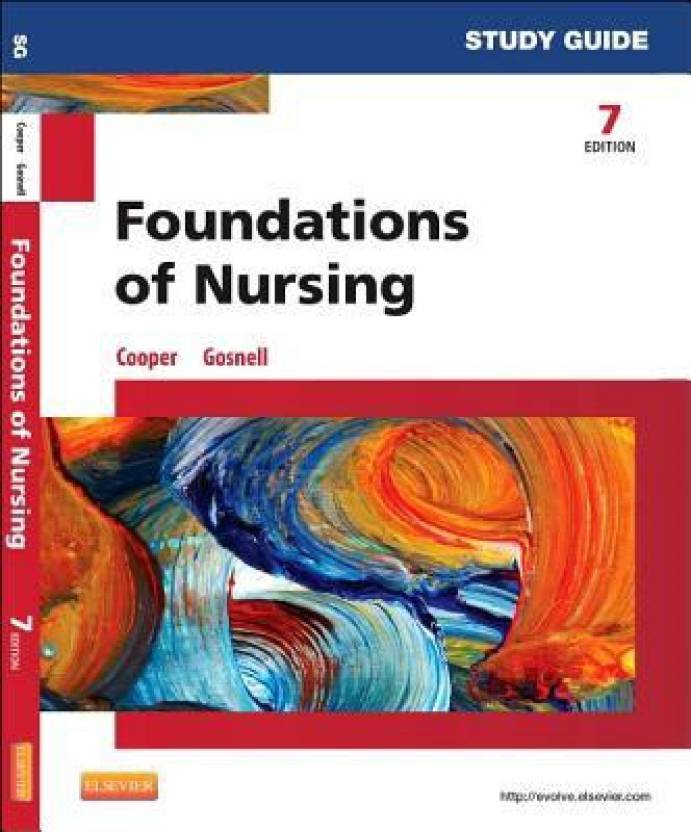 STUDY GUIDE
7
EDITION
Foundations
of Nursing
Cooper Gosnell
ELSEVIER
http://evolve.elsevier.com
SG
Cooper Gosnell
Foundations of Nursing
7
EDITION
ELSEVIER